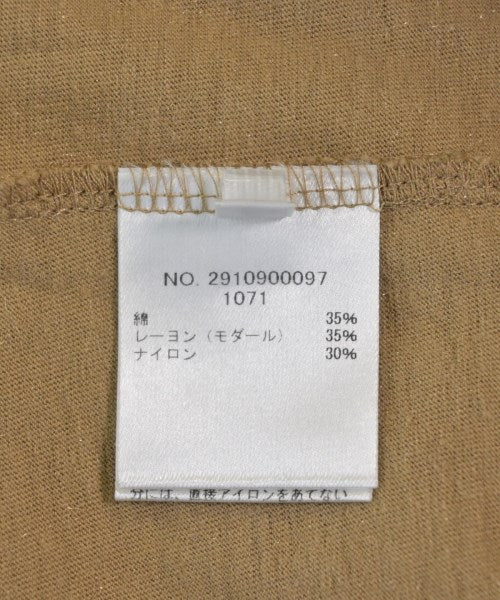 NO. 2910900097
1071
綿 35%
レーヨン（モダール） 35%
ナイロン 30%
分には、直接アイロンをあてない